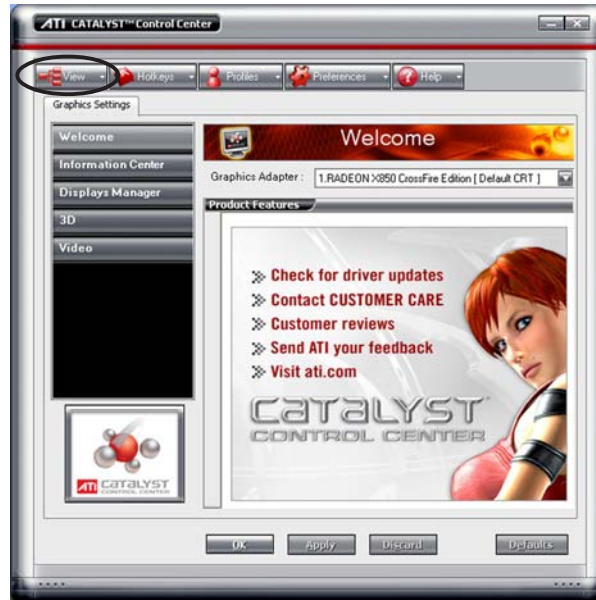 ATI CATALYST™ Control Center
View Hotkeys Profiles Preferences Help
Graphics Settings
Welcome
Information Center
Displays Manager
3D
Video
Welcome
Graphics Adapter : 1.RADEON X850 CrossFire Edition [ Default CRT ]
Product Features
Check for driver updates
Contact CUSTOMER CARE
Customer reviews
Send ATI your feedback
Visit ati.com
CATALYST
CONTROL CENTER
ATI CATALYST
CONTROL CENTER
OK Apply Discard Defaults